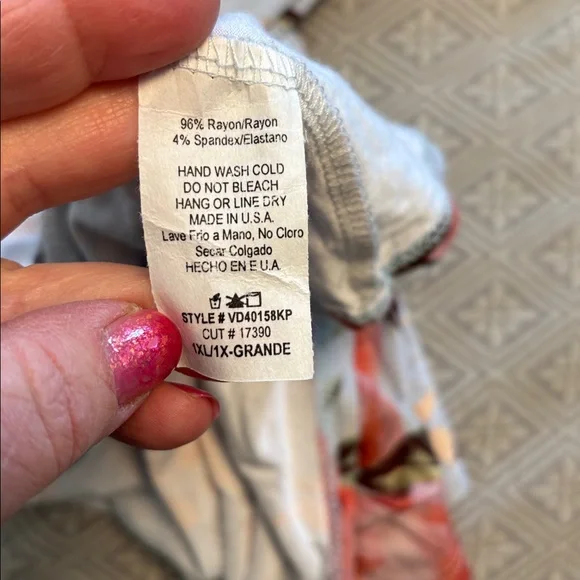 96% Rayon/Rayon
4% Spandex/Elastano
HAND WASH COLD
DO NOT BLEACH
HANG OR LINE DRY
MADE IN U.S.A.
Lave Frio a Mano, No Cloro
Secar Colgado
HECHO EN E.U.A.
STYLE # VD40158KP
CUT # 17390
1XL/1X-GRANDE